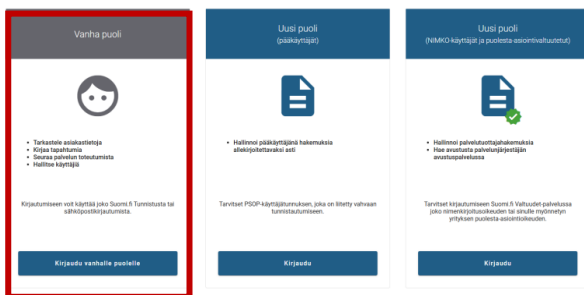 Vanha puoli
• Tarkastele asiakastietoja
• Kirjaa tapahtumia
• Seuraa palvelun toteutumista
• Hallitse käyttäjiä
Kirjautumiseen voit käyttää joko Suomi.fi Tunnistusta tai
sähköpostikirjautumista.
Kirjaudu vanhalle puolelle
Uusi puoli
(pääkäyttäjät)
• Hallinnoi pääkäyttäjänä hakemuksia
allekirjoitettavaksi asti
Tarvitset PSOP-käyttäjätunnuksen, joka on liitetty vahvaan
tunnistautumiseen.
Kirjaudu
Uusi puoli
(NIMKO-käyttäjät ja puolesta-asiointivaltuutetut)
• Hallinnoi palvelutuottajahakemuksia
• Hae avustusta palvelunjärjestäjän
avustuspalvelussa
Tarvitset kirjautumiseen Suomi.fi Valtuudet-palvelussa
joko nimenkirjoitusoikeuden tai sinulle myönnetyn
yrityksen puolesta-asiointioikeuden.
Kirjaudu